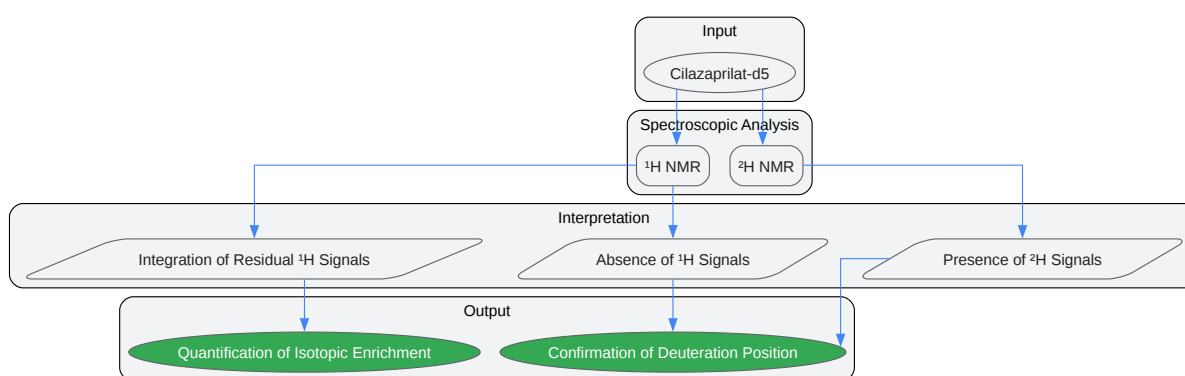 Input
Cilazaprilat-d5
Spectroscopic Analysis
¹H NMR
²H NMR
Interpretation
Integration of Residual ¹H Signals
Absence of ¹H Signals
Presence of ²H Signals
Output
Quantification of Isotopic Enrichment
Confirmation of Deuteration Position